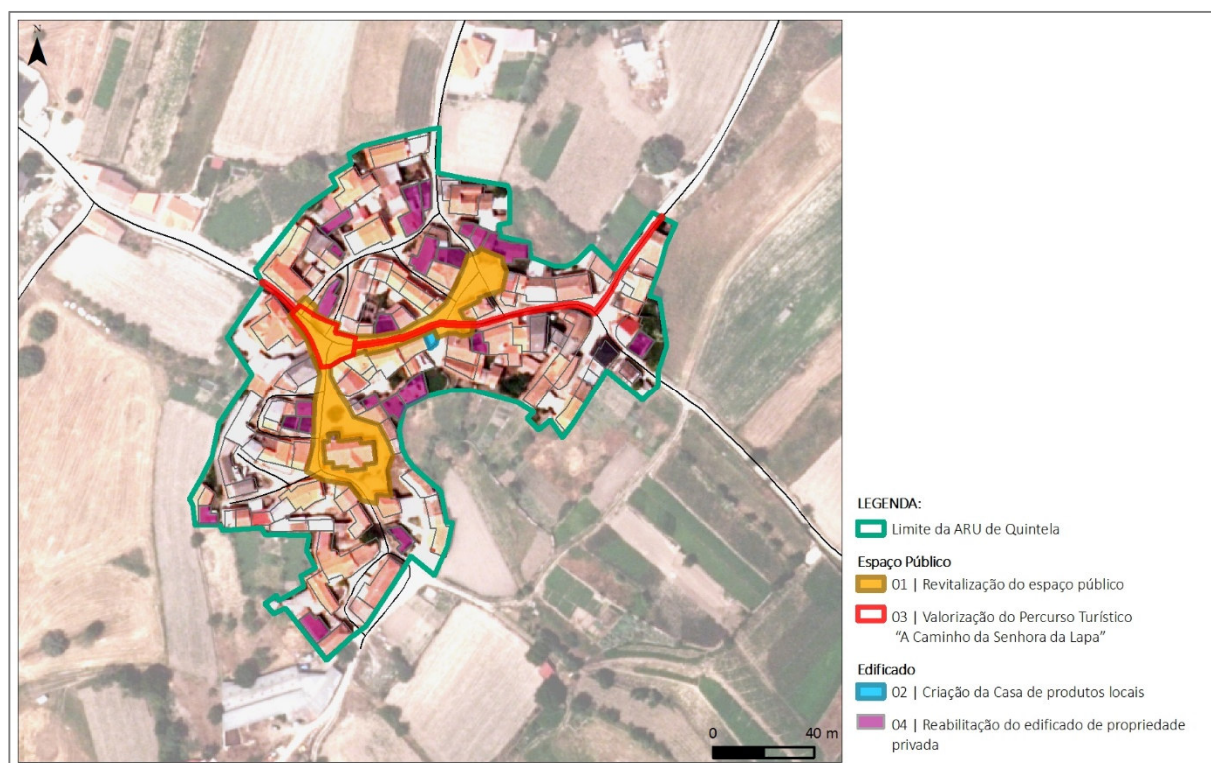 N
LEGENDA:
Limite da ARU de Quintela
Espaço Público
01 | Revitalização do espaço público
03 | Valorização do Percurso Turístico
“A Caminho da Senhora da Lapa”
Edificado
02 | Criação da Casa de produtos locais
04 | Reabilitação do edificado de propriedade
privada
0 40 m